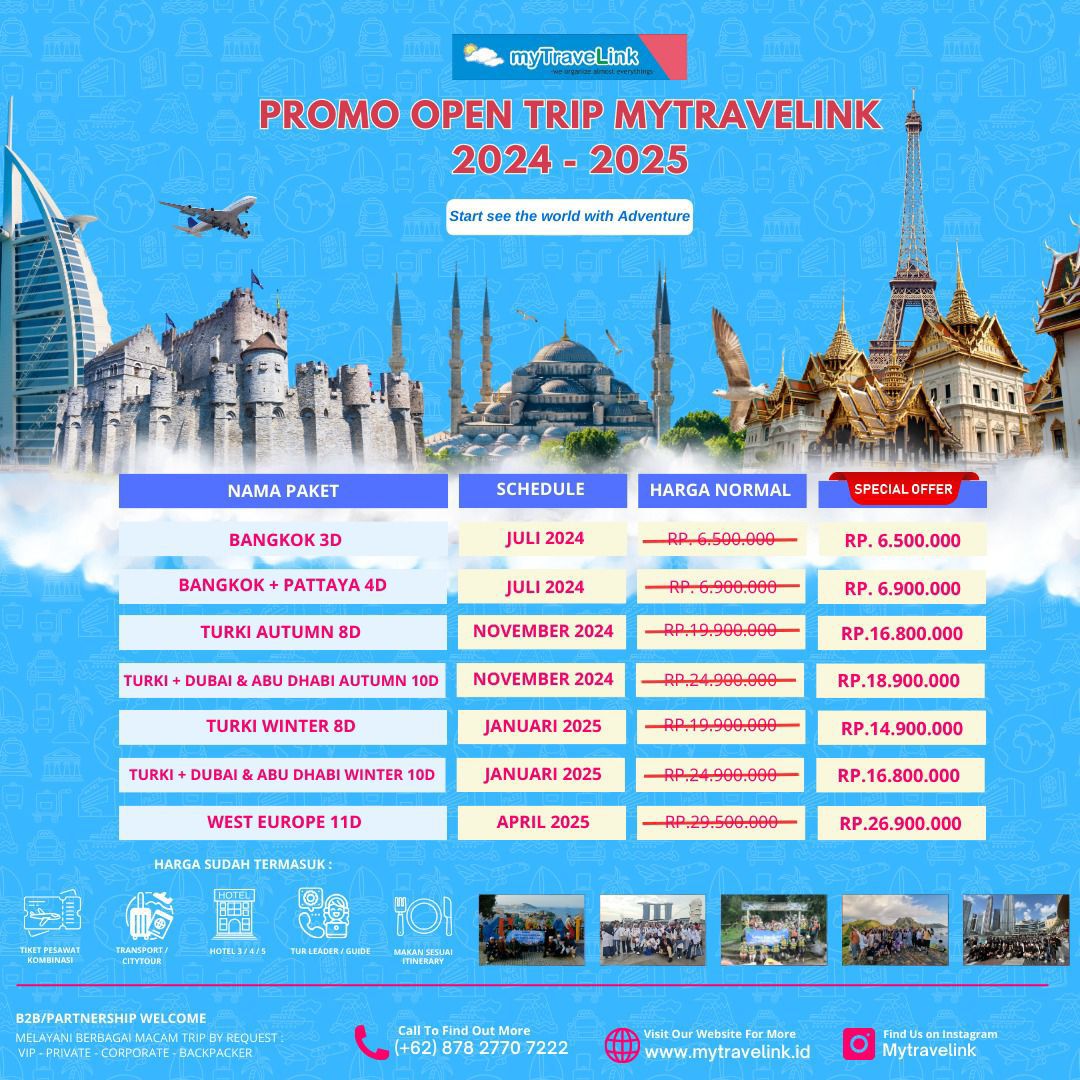 myTraveLink
-we organize almost everythings
PROMO OPEN TRIP MYTRAVELINK
2024 - 2025
Start see the world with Adventure
NAMA PAKET SCHEDULE HARGA NORMAL SPECIAL OFFER
BANGKOK 3D JULI 2024 RP. 6.500.000 RP. 6.500.000
BANGKOK + PATTAYA 4D JULI 2024 RP. 6.900.000 RP. 6.900.000
TURKI AUTUMN 8D NOVEMBER 2024 RP.19.900.000 RP.16.800.000
TURKI + DUBAI & ABU DHABI AUTUMN 10D NOVEMBER 2024 RP.24.900.000 RP.18.900.000
TURKI WINTER 8D JANUARI 2025 RP.19.900.000 RP.14.900.000
TURKI + DUBAI & ABU DHABI WINTER 10D JANUARI 2025 RP.24.900.000 RP.16.800.000
WEST EUROPE 11D APRIL 2025 RP.29.500.000 RP.26.900.000
HARGA SUDAH TERMASUK :
HOTEL
TIKET PESAWAT
KOMBINASI
TRANSPORT /
CITYTOUR
HOTEL 3 / 4 / 5
TUR LEADER / GUIDE
MAKAN SESUAI
ITINERARY
B2B/PARTNERSHIP WELCOME
MELAYANI BERBAGAI MACAM TRIP BY REQUEST :
VIP - PRIVATE - CORPORATE - BACKPACKER
Call To Find Out More
(+62) 878 2770 7222
Visit Our Website For More
www.mytravelink.id
Find Us on Instagram
Mytravelink